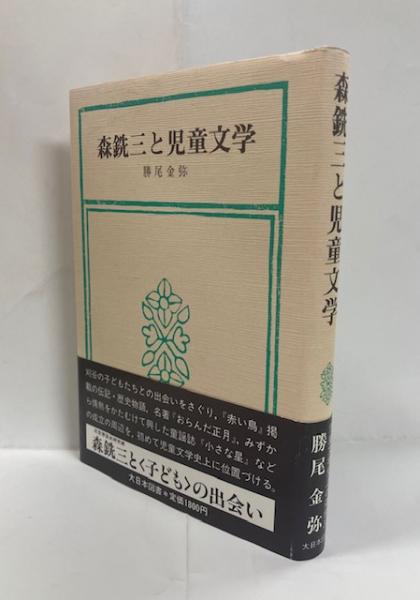 森銑三と児童文学
勝尾金弥
刈谷の子どもたちとの出会いをさぐり，『赤い鳥』掲
載の伝記・歴史物語，名著『おらんだ正月』，みずか
ら情熱をかたむけて興した童謡誌『小さな星』など
の成立の周辺を，初めて児童文学史上に位置づける。
森銑三と〈子ども〉の出会い
大日本図書＊定価1800円
森銑三と児童文学
勝尾金弥
大日本図